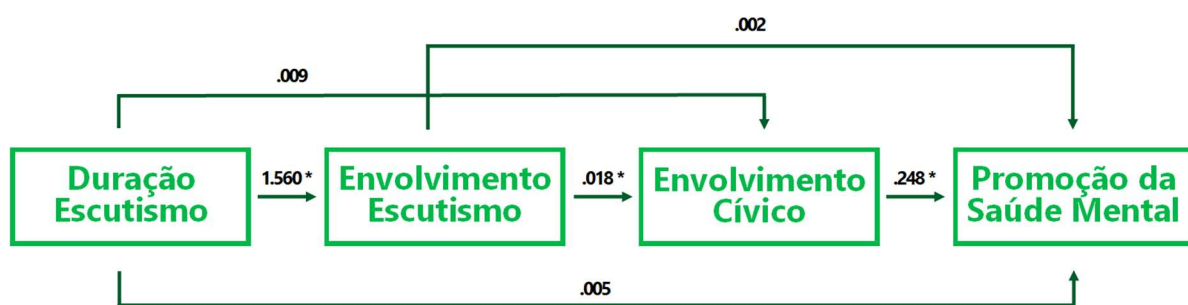 .002
.009
Duração
Escutismo
1.560 *
Envolvimento
Escutismo
.018 *
Envolvimento
Cívico
.248 *
Promoção da
Saúde Mental
.005